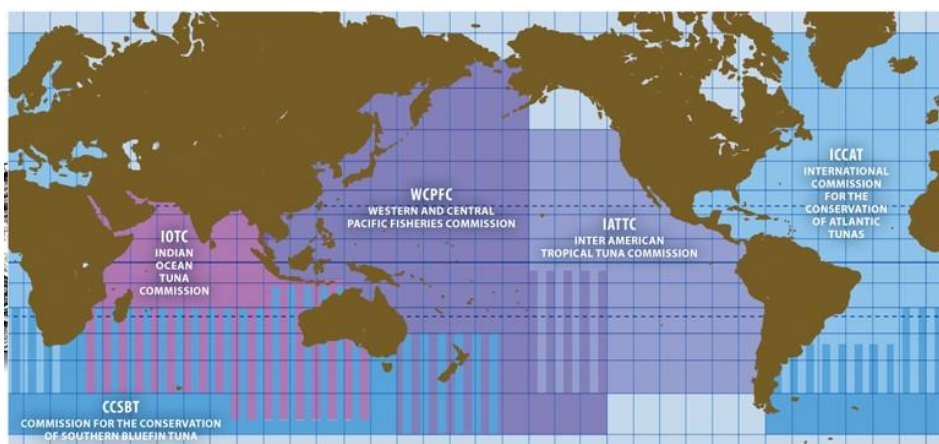 ICCAT
INTERNATIONAL
COMMISSION
FOR THE
CONSERVATION
OF ATLANTIC
TUNAS
WCPFC
WESTERN AND CENTRAL
PACIFIC FISHERIES COMMISSION
IATTC
INTER AMERICAN
TROPICAL TUNA COMMISSION
IOTC
INDIAN
OCEAN
TUNA
COMMISSION
CCSBT
COMMISSION FOR THE CONSERVATION
OF SOUTHERN BLUEFIN TUNA